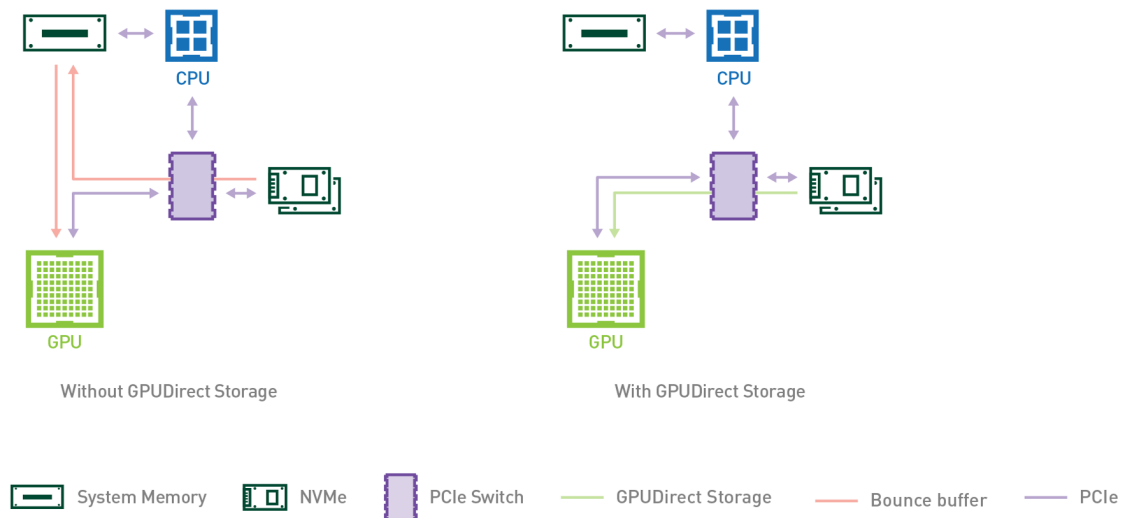 CPU
GPU
Without GPUDirect Storage
CPU
GPU
With GPUDirect Storage
System Memory
NVMe
PCIe Switch
GPUDirect Storage
Bounce buffer
PCIe